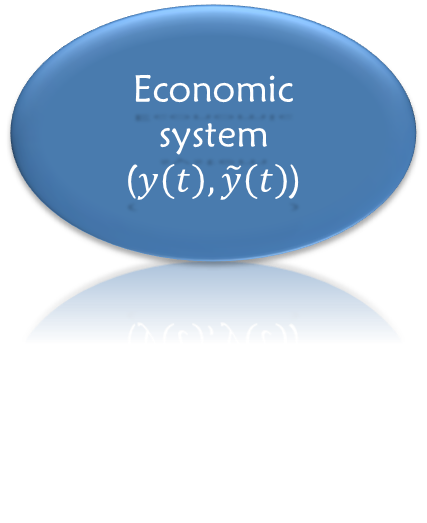 Economic
system
(𝑦(𝑡), 𝑦̃(𝑡))